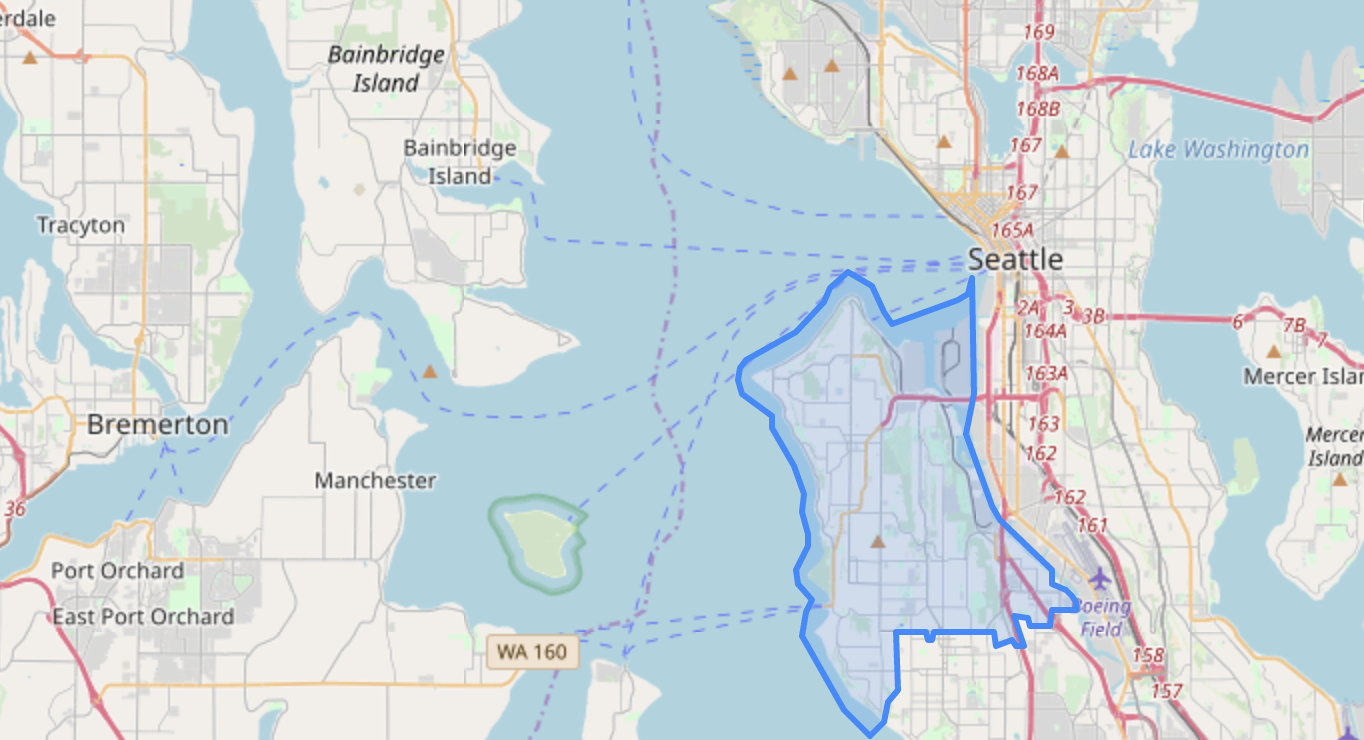 erdale
Bainbridge
Island
169
168A
168B
Bainbridge
Island
167
Lake Washington
167
Tracyton
165A
Seattle
2A
3
3B
6
7B
7
164A
163A
Mercer Islan
Bremerton
163
Mercer
Island
162
Manchester
162
36
161
Port Orchard
East Port Orchard
Boeing
Field
WA 160
158
157